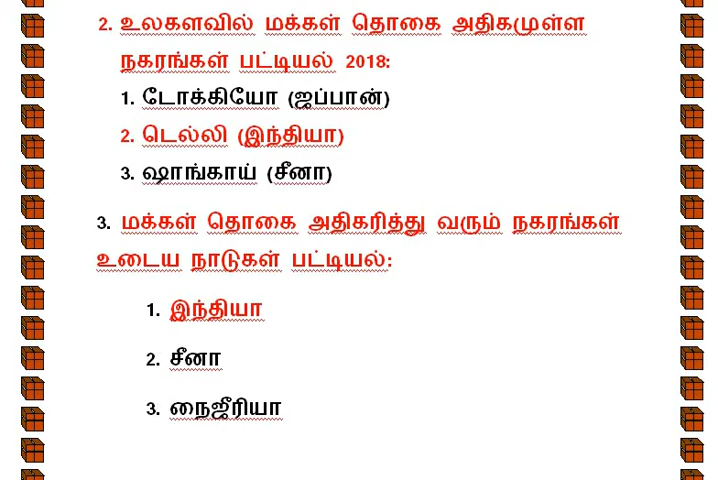 2. உலகளவில் மக்கள் தொகை அதிகமுள்ள
நகரங்கள் பட்டியல் 2018:
1. டோக்கியோ (ஜப்பான்)
2. டெல்லி (இந்தியா)
3. ஷாங்காய் (சீனா)
3. மக்கள் தொகை அதிகரித்து வரும் நகரங்கள்
உடைய நாடுகள் பட்டியல்:
1. இந்தியா
2. சீனா
3. நைஜீரியா